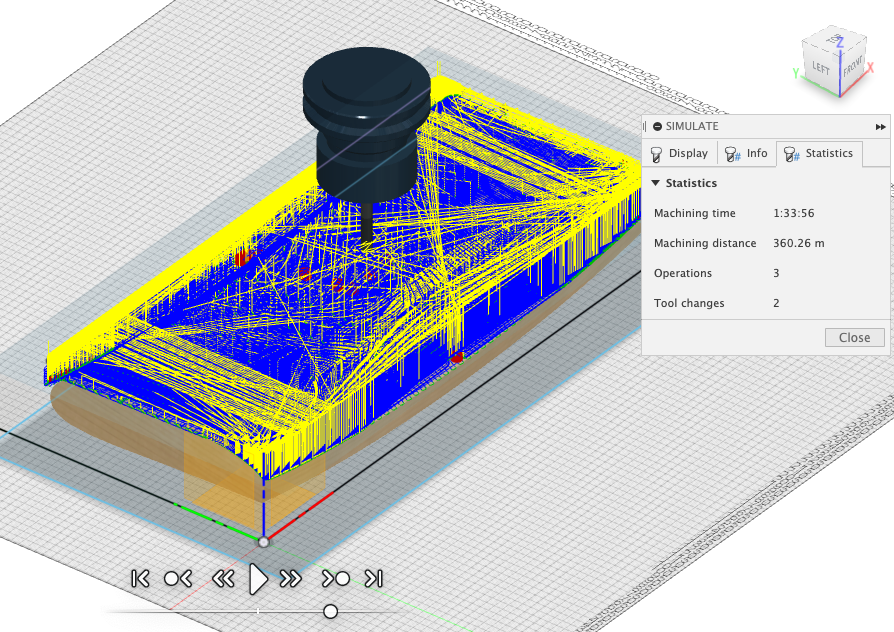 Z
LEFT
FRONT
Y
X
SIMULATE
Display
Info
Statistics
Statistics
Machining time 1:33:56
Machining distance 360.26 m
Operations 3
Tool changes 2
Close